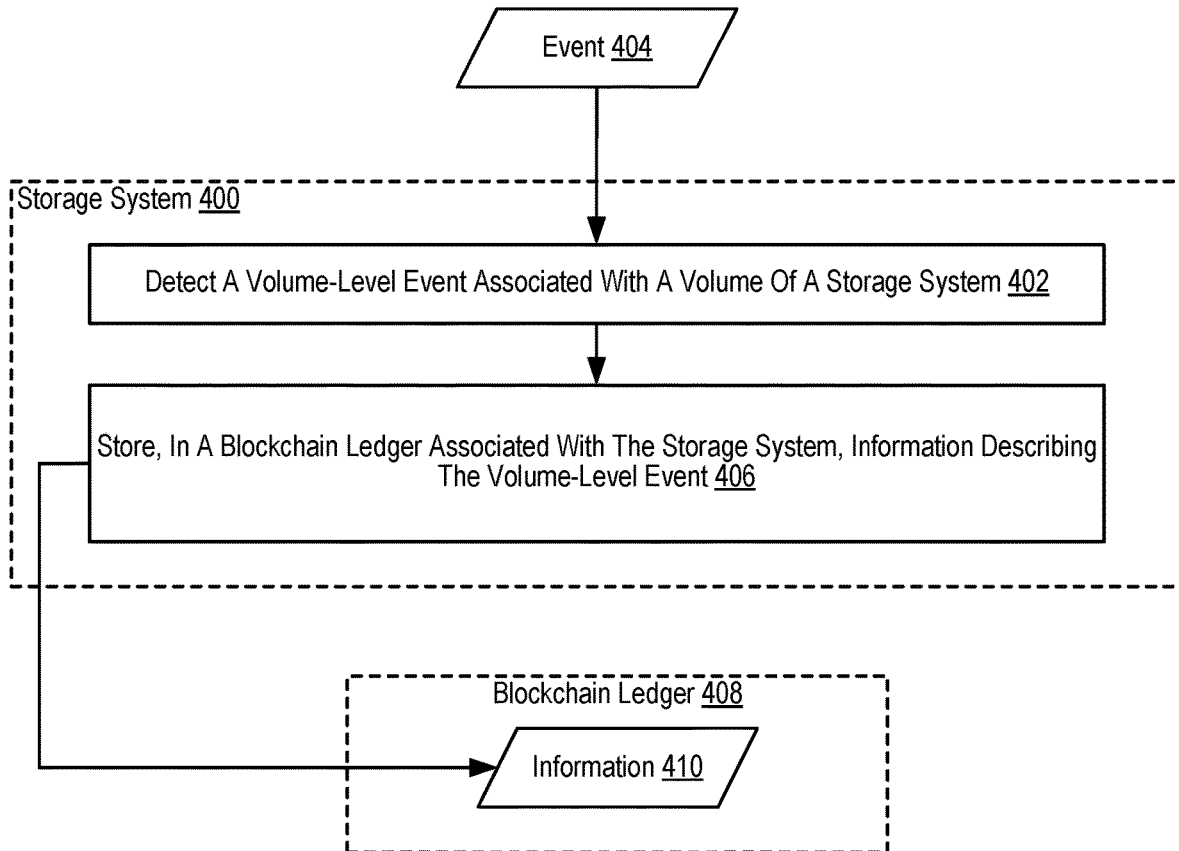 Event 404
Storage System 400
Detect A Volume-Level Event Associated With A Volume Of A Storage System 402
Store, In A Blockchain Ledger Associated With The Storage System, Information Describing
The Volume-Level Event 406
Blockchain Ledger 408
Information 410